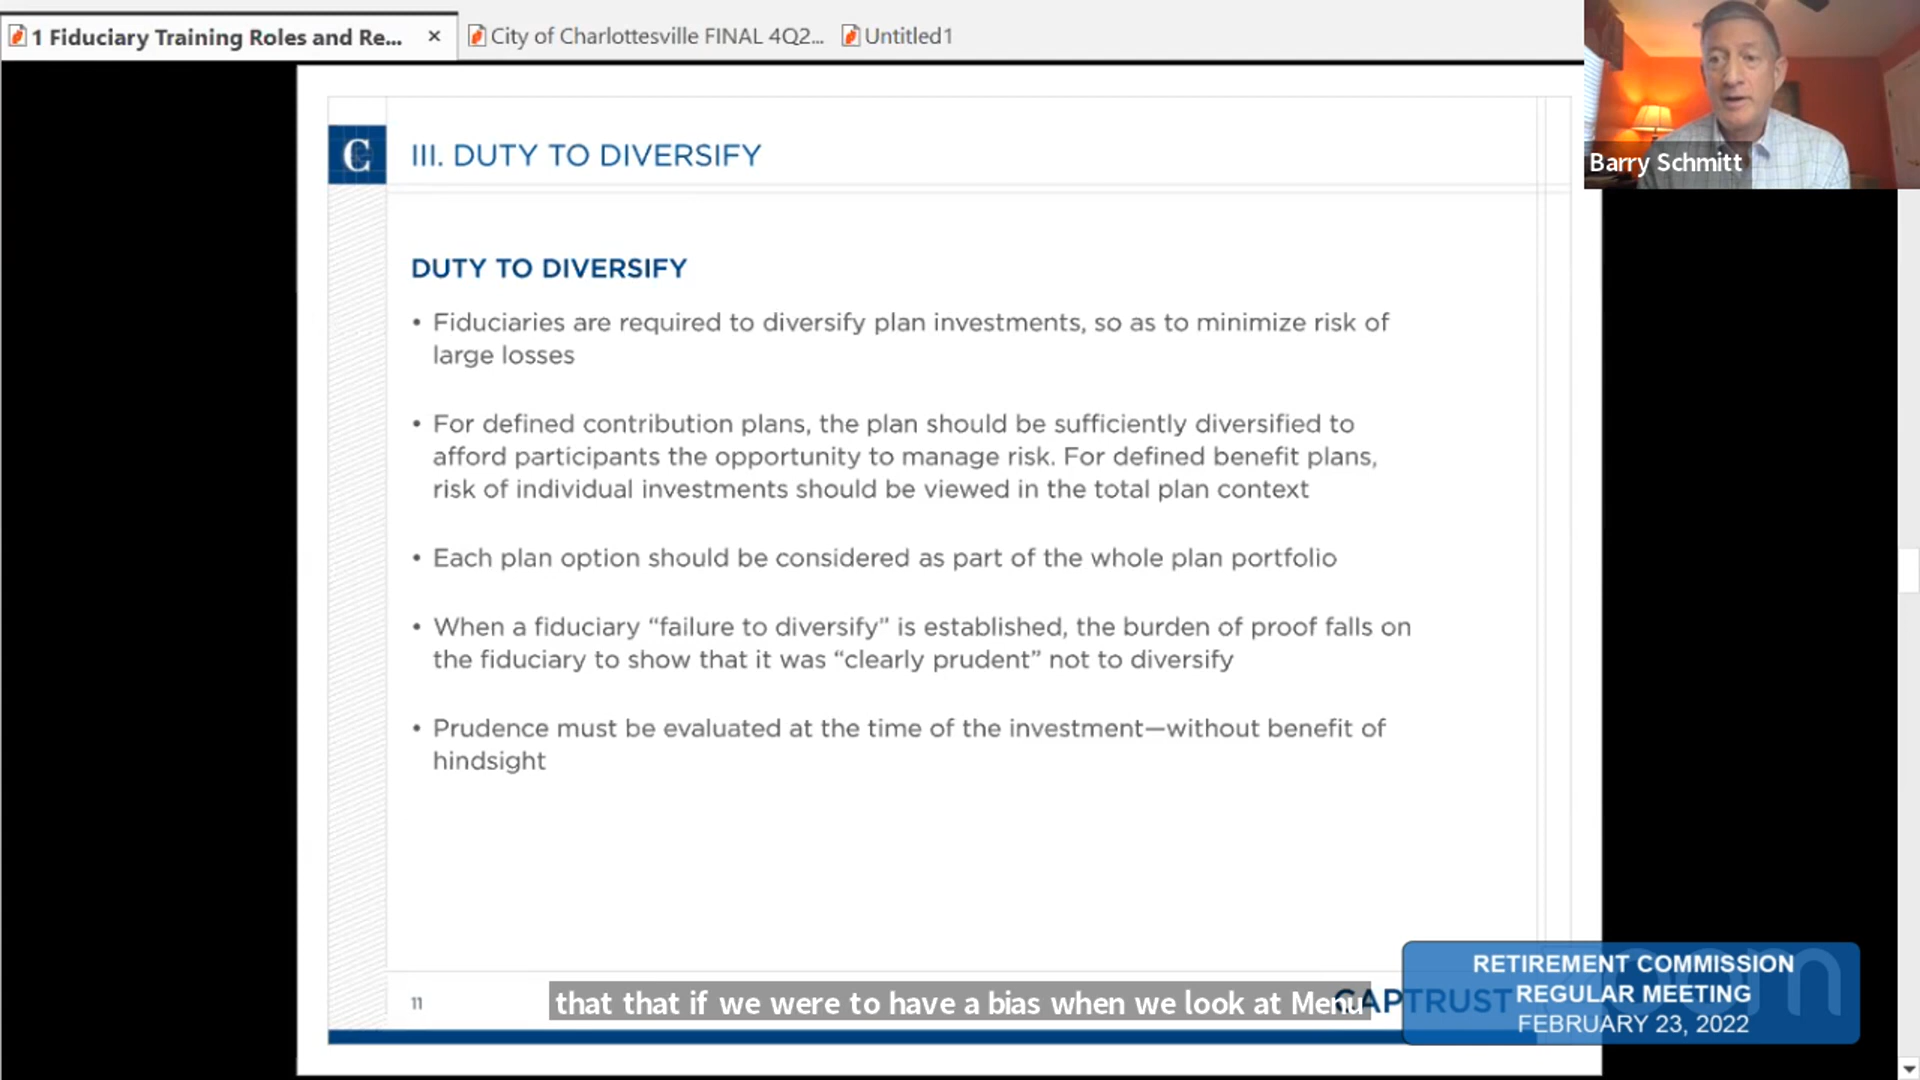 1 Fiduciary Training Roles and Re...
City of Charlottesville FINAL 4Q2...
Untitled1
Barry Schmitt
C
III. DUTY TO DIVERSIFY
DUTY TO DIVERSIFY
• Fiduciaries are required to diversify plan investments, so as to minimize risk of
large losses
• For defined contribution plans, the plan should be sufficiently diversified to
afford participants the opportunity to manage risk. For defined benefit plans,
risk of individual investments should be viewed in the total plan context
• Each plan option should be considered as part of the whole plan portfolio
• When a fiduciary “failure to diversify” is established, the burden of proof falls on
the fiduciary to show that it was “clearly prudent” not to diversify
• Prudence must be evaluated at the time of the investment—without benefit of
hindsight
11
that that if we were to have a bias when we look at Menu
CAPTRUST
RETIREMENT COMMISSION
REGULAR MEETING
FEBRUARY 23, 2022